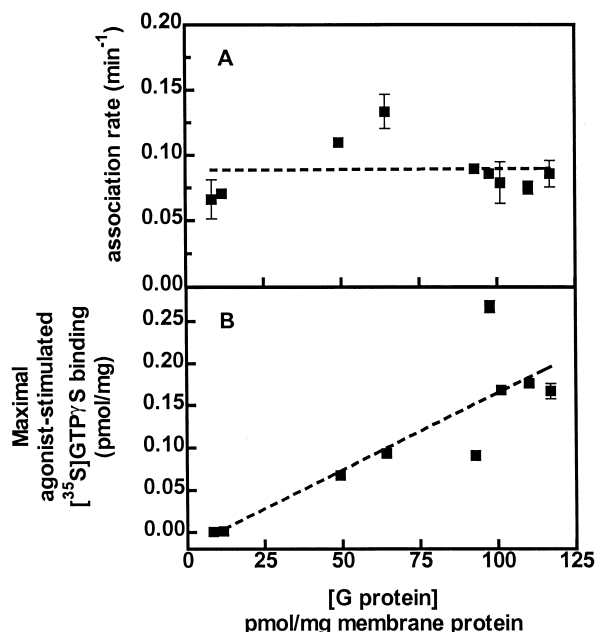 0.20
A
0.15
0.10
0.05
0.00
association rate (min-1)
B
0.25
0.20
0.15
0.10
0.05
0.00
Maximal
agonist-stimulated
[35S]GTPγS binding
(pmol/mg)
0 25 50 75 100 125
[G protein]
pmol/mg membrane protein